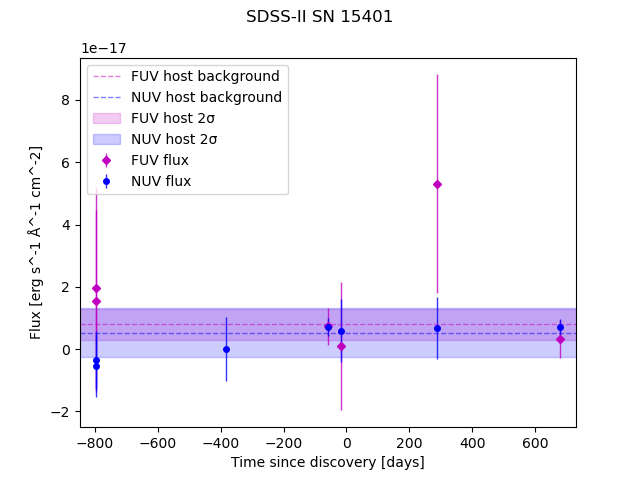 SDSS-II SN 15401
1e−17
FUV host background
NUV host background
FUV host 2σ
NUV host 2σ
FUV flux
NUV flux
8
6
4
2
0
−2
Flux [erg s^-1 Å^-1 cm^-2]
−800 −600 −400 −200 0 200 400 600
Time since discovery [days]